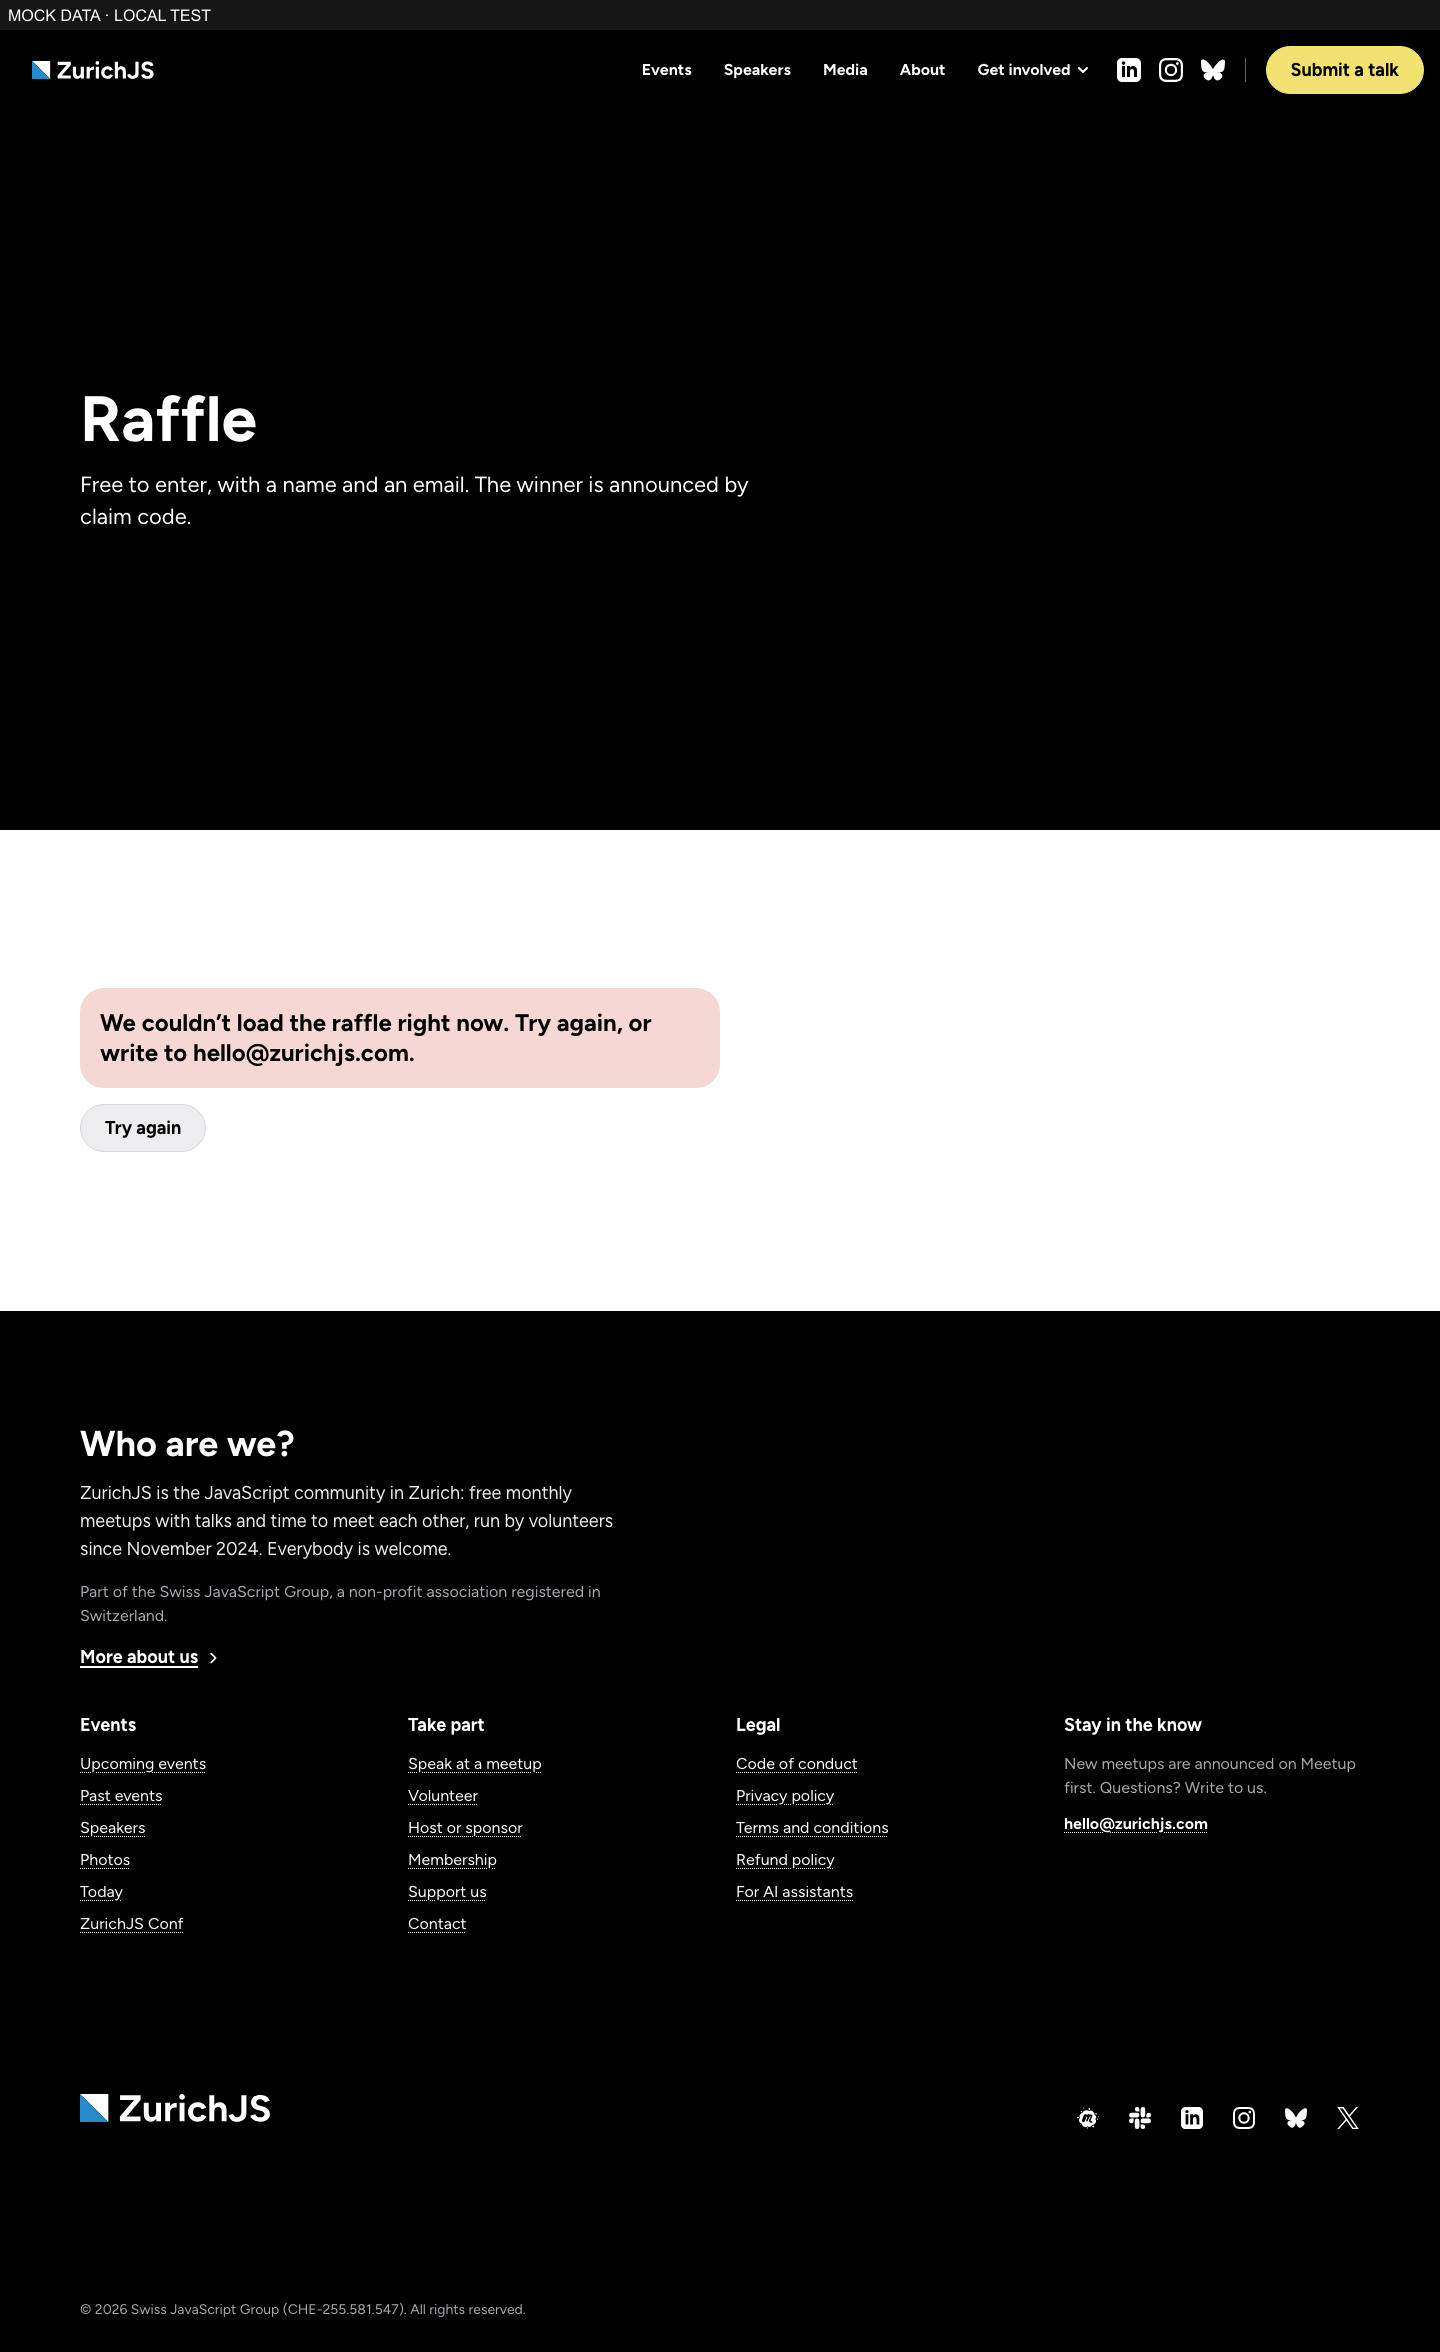 MOCK DATA · LOCAL TEST
ZurichJS
Events
Speakers
Media
About
Get involved
Submit a talk
Raffle
Free to enter, with a name and an email. The winner is announced by
claim code.
We couldn’t load the raffle right now. Try again, or
write to hello@zurichjs.com.
Try again
Who are we?
ZurichJS is the JavaScript community in Zurich: free monthly
meetups with talks and time to meet each other, run by volunteers
since November 2024. Everybody is welcome.
Part of the Swiss JavaScript Group, a non-profit association registered in
Switzerland.
More about us
Events
Upcoming events
Past events
Speakers
Photos
Today
ZurichJS Conf
Take part
Speak at a meetup
Volunteer
Host or sponsor
Membership
Support us
Contact
Legal
Code of conduct
Privacy policy
Terms and conditions
Refund policy
For AI assistants
Stay in the know
New meetups are announced on Meetup
first. Questions? Write to us.
hello@zurichjs.com
ZurichJS
© 2026 Swiss JavaScript Group (CHE-255.581.547). All rights reserved.